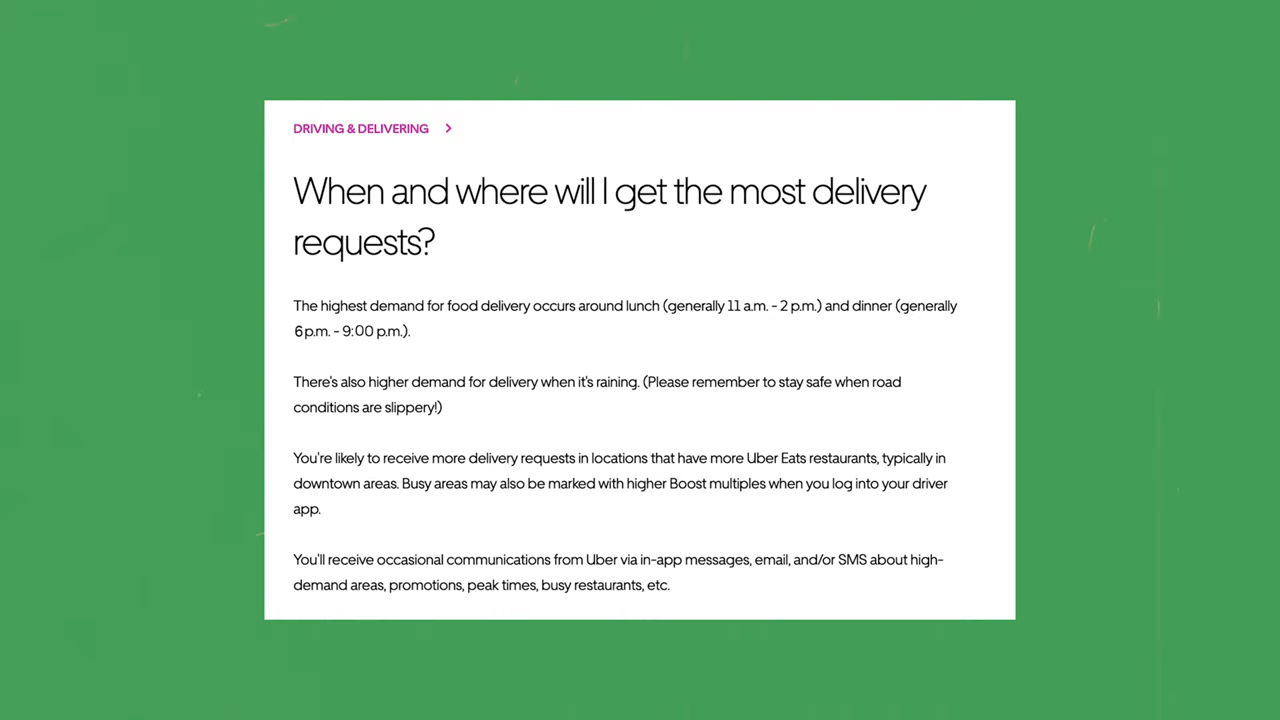 DRIVING & DELIVERING >
When and where will I get the most delivery
requests?
The highest demand for food delivery occurs around lunch (generally 11 a.m. - 2 p.m.) and dinner (generally
6 p.m. - 9:00 p.m.).
There's also higher demand for delivery when it's raining. (Please remember to stay safe when road
conditions are slippery!)
You're likely to receive more delivery requests in locations that have more Uber Eats restaurants, typically in
downtown areas. Busy areas may also be marked with higher Boost multiples when you log into your driver
app.
You'll receive occasional communications from Uber via in-app messages, email, and/or SMS about high-
demand areas, promotions, peak times, busy restaurants, etc.